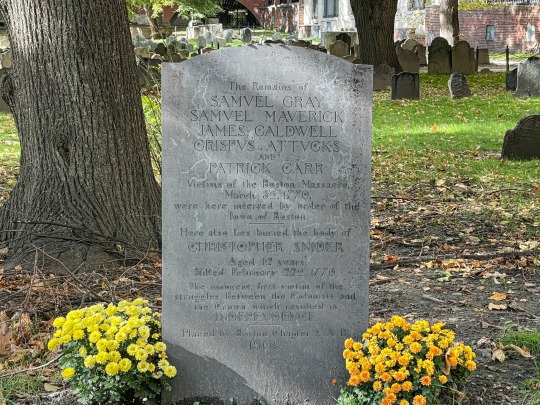 The Remains of
SAMVEL GRAY
SAMVEL MAVERICK
JAMES CALDWELL
CRISPVS ATTVCKS
AND
PATRICK CARR
Victims of the Boston Massacre,
March 5th, 1770,
were here interred by order of the
Town of Boston
Here also lies buried the body of
CHRISTOPHER SNIDER
Aged 12 years,
Killed February 22nd, 1770,
The innocent, first victim of the
struggles between the Colonists and
the Crown, which resulted in
INDEPENDENCE
Placed by Boston Chapter S.A.R.
1906